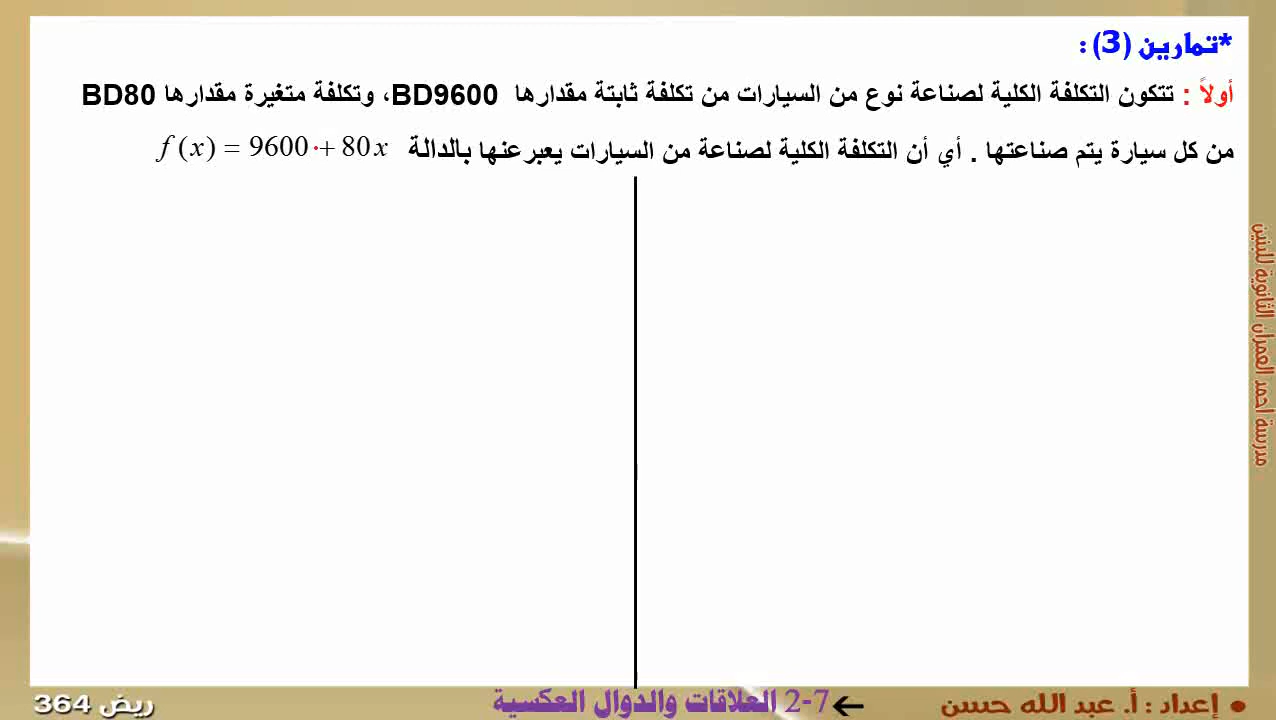 *تمارين (3) :
أولاً : تتكون التكلفة الكلية لصناعة نوع من السيارات من تكلفة ثابتة مقدارها BD9600، وتكلفة متغيرة مقدارها BD80
من كل سيارة يتم صناعتها . أي أن التكلفة الكلية لصناعة من السيارات يعبرعنها بالدالة f (x) = 9600 + 80x
مدرسة احمد العمران الثانوية للبنين
• إعداد : أ. عبد الله حسن
← 2-7 العلاقات والدوال العكسية
ريض 364